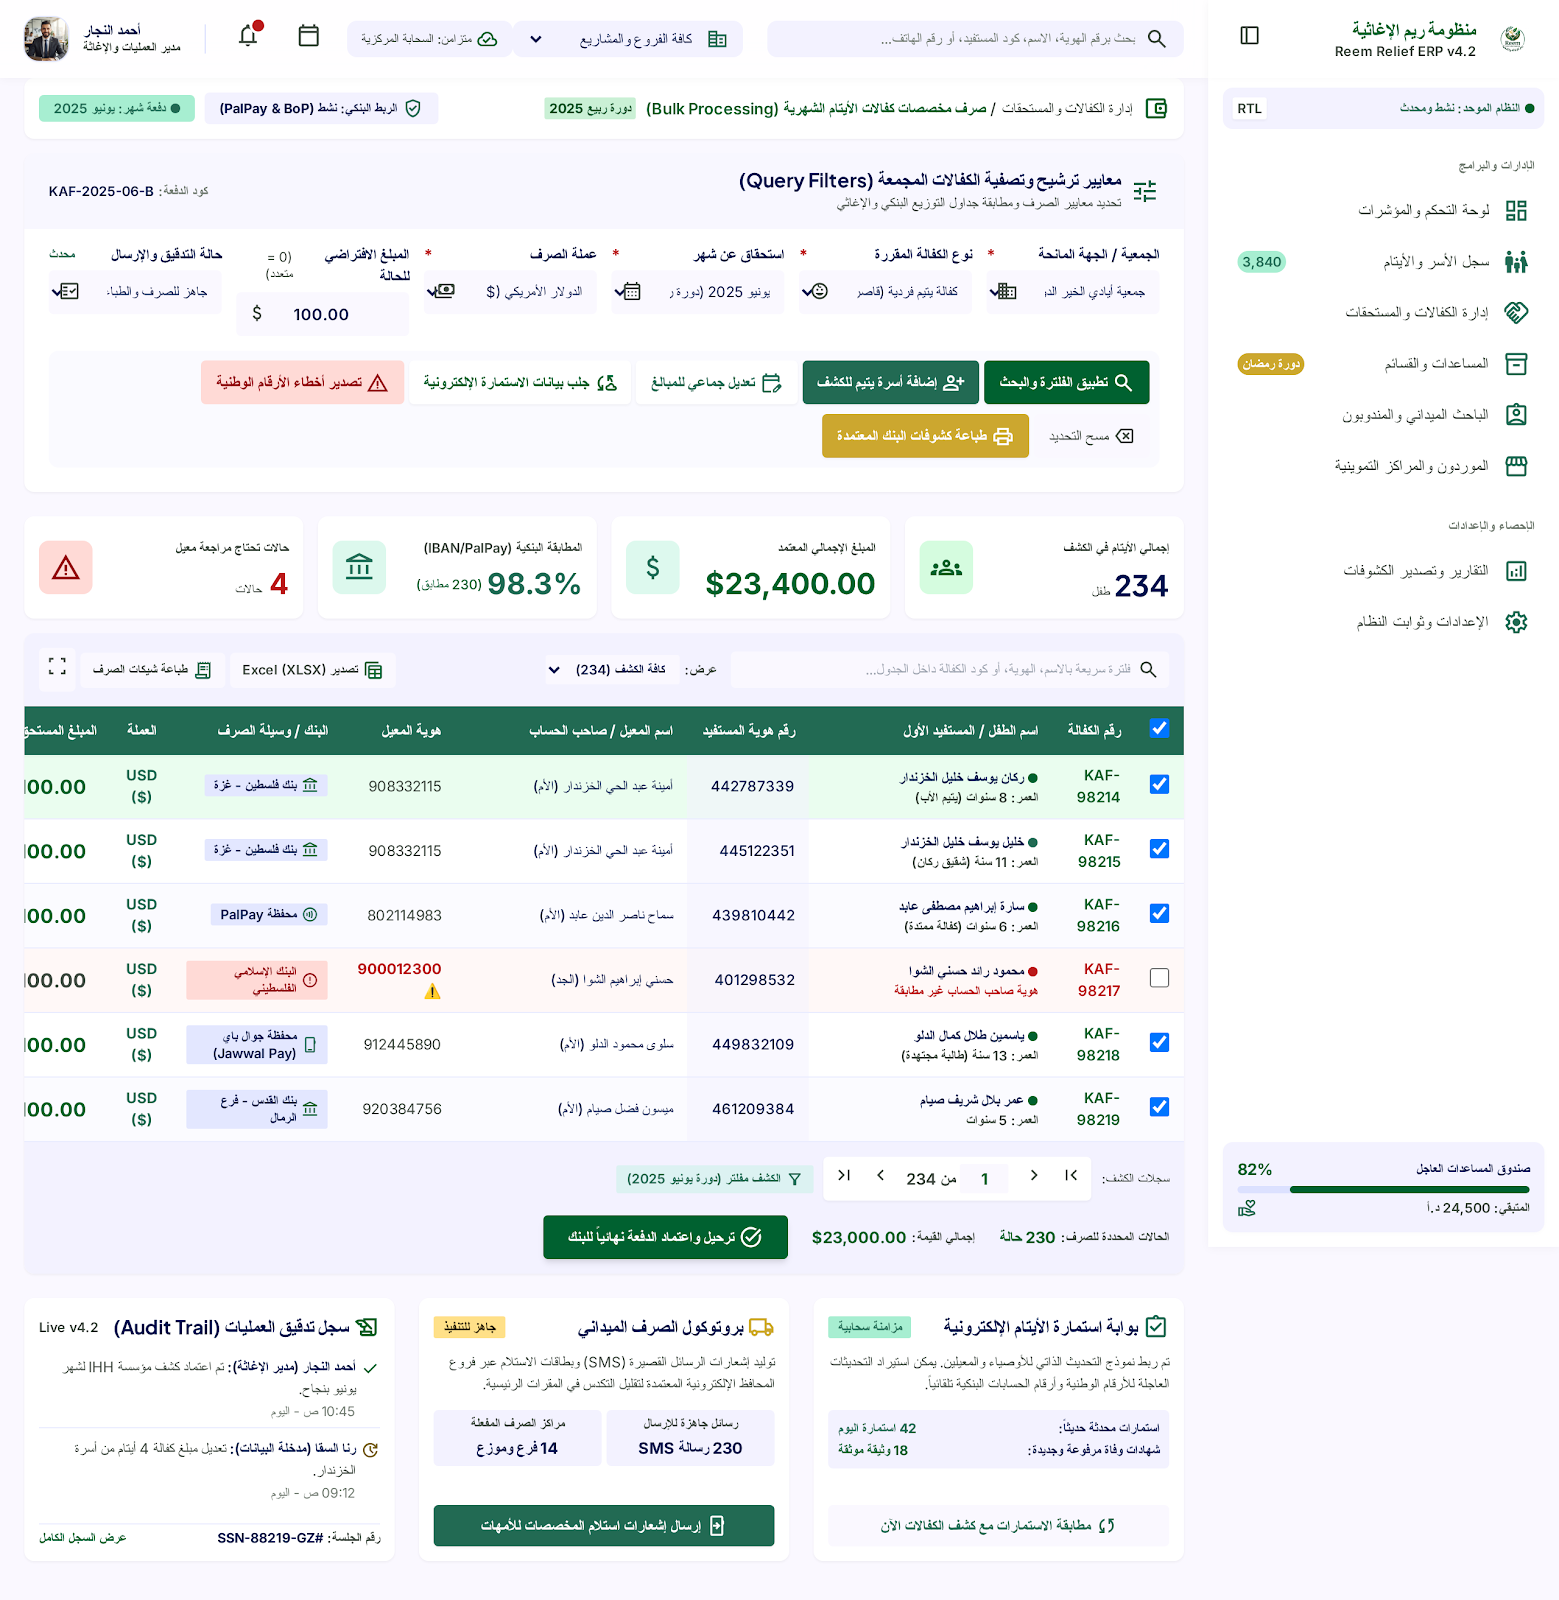 منظومة ريم الإغاثية
Reem Relief ERP v4.2
بحث برقم الهوية، الاسم، كود المستفيد، أو رقم الهاتف...
كافة الفروع والمشاريع
متزامن: السحابة المركزية
أحمد النجار
مدير العمليات والإغاثة
النظام الموحد: نشط ومحدث
RTL
الإدارات والبرامج
لوحة التحكم والمؤشرات
سجل الأسر والأيتام
3,840
إدارة الكفالات والمستحقات
المساعدات والقسائم
دورة رمضان
الباحث الميداني والمندوبون
الموردون والمراكز التموينية
الإحصاء والإعدادات
التقارير وتصدير الكشوفات
الإعدادات وثوابت النظام
صندوق المساعدات العاجل
82%
المتبقي: 24,500 د.أ
إدارة الكفالات والمستحقات / صرف مخصصات كفالات الأيتام الشهرية (Bulk Processing)
دورة ربيع 2025
الربط البنكي: نشط (PalPay & BoP)
دفعة شهر: يونيو 2025
معايير ترشيح وتصفية الكفالات المجمعة (Query Filters)
تحديد معايير الصرف ومطابقة جداول التوزيع البنكي والإغاثي
كود الدفعة: KAF-2025-06-B
الجمعية / الجهة المانحة *
جمعية أيادي الخير الدو
نوع الكفالة المقررة *
كفالة يتيم فردية (قاصر
استحقاق عن شهر *
يونيو 2025 (دورة ر
عملة الصرف *
الدولار الأمريكي ($
المبلغ الافتراضي للحالة
(0 = متعدد)
100.00
$
حالة التدقيق والإرسال
محدث
جاهز للصرف والطباء
تطبيق الفلترة والبحث
إضافة أسرة يتيم للكشف
تعديل جماعي للمبالغ
جلب بيانات الاستمارة الإلكترونية
تصدير أخطاء الأرقام الوطنية
مسح التحديد
طباعة كشوفات البنك المعتمدة
إجمالي الأيتام في الكشف
234 طفل
المبلغ الإجمالي المعتمد
$23,400.00
$
المطابقة البنكية (IBAN/PalPay)
98.3% (230 مطابق)
حالات تحتاج مراجعة معيل
4 حالات
فلترة سريعة بالاسم، الهوية، أو كود الكفالة داخل الجدول...
عرض:
كافة الكشف (234)
تصدير Excel (XLSX)
طباعة شيكات الصرف
رقم الكفالة
اسم الطفل / المستفيد الأول
رقم هوية المستفيد
اسم المعيل / صاحب الحساب
هوية المعيل
البنك / وسيلة الصرف
العملة
المبلغ المستحق
KAF-98214
ركان يوسف خليل الخزندار
العمر: 8 سنوات (يتيم الأب)
442787339
أمينة عبد الحي الخزندار (الأم)
908332115
بنك فلسطين - غزة
USD ($)
100.00
KAF-98215
خليل يوسف خليل الخزندار
العمر: 11 سنة (شقيق ركان)
445122351
أمينة عبد الحي الخزندار (الأم)
908332115
بنك فلسطين - غزة
USD ($)
100.00
KAF-98216
سارة إبراهيم مصطفى عابد
العمر: 6 سنوات (كفالة ممتدة)
439810442
سماح ناصر الدين عابد (الأم)
802114983
محفظة PalPay
USD ($)
100.00
KAF-98217
محمود رائد حسني الشوا
هوية صاحب الحساب غير مطابقة
401298532
حسني إبراهيم الشوا (الجد)
900012300 ⚠️
البنك الإسلامي الفلسطيني
USD ($)
100.00
KAF-98218
ياسمين طلال كمال الدلو
العمر: 13 سنة (طالبة مجتهدة)
449832109
سلوى محمود الدلو (الأم)
912445890
محفظة جوال باي (Jawwal Pay)
USD ($)
100.00
KAF-98219
عمر بلال شريف صيام
العمر: 5 سنوات
461209384
ميسون فضل صيام (الأم)
920384756
بنك القدس - فرع الرمال
USD ($)
100.00
سجلات الكشف:
1 من 234
الكشف مفلتر (دورة يونيو 2025)
الحالات المحددة للصرف: 230 حالة
إجمالي القيمة: $23,000.00
ترحيل واعتماد الدفعة نهائياً للبنك
بوابة استمارة الأيتام الإلكترونية
مزامنة سحابية
تم ربط نموذج التحديث الذاتي للأوصياء والمعيلين. يمكن استيراد التحديثات
العاجلة للأرقام الوطنية وأرقام الحسابات البنكية تلقائياً.
استمارات محدثة حديثاً: 42 استمارة اليوم
شهادات وفاة مرفوعة وجديدة: 18 وثيقة موثقة
مطابقة الاستمارات مع كشف الكفالات الآن
بروتوكول الصرف الميداني
جاهز للتنفيذ
توليد إشعارات الرسائل القصيرة (SMS) وبطاقات الاستلام عبر فروع
المحافظ الإلكترونية المعتمدة لتقليل التكدس في المقرات الرئيسية.
رسائل جاهزة للإرسال
230 رسالة SMS
مراكز الصرف المفعلة
14 فرع وموزع
إرسال إشعارات استلام المخصصات للأمهات
سجل تدقيق العمليات (Audit Trail)
Live v4.2
أحمد النجار (مدير الإغاثة): تم اعتماد كشف مؤسسة IHH لشهر
يونيو بنجاح.
10:45 ص - اليوم
رنا السقا (مدخلة البيانات): تعديل مبلغ كفالة 4 أيتام من أسرة
الخزندار.
09:12 ص - اليوم
رقم الجلسة: #SSN-88219-GZ
عرض السجل الكامل